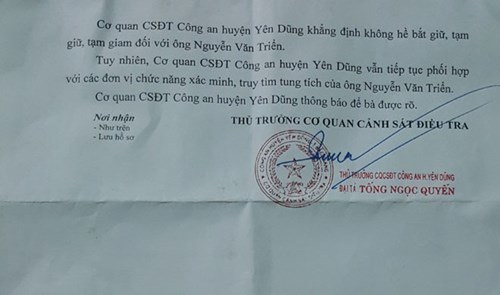 Cơ quan CSĐT Công an huyện Yên Dũng khẳng định không hề bắt giữ, tạm
giữ, tạm giam đối với ông Nguyễn Văn Triển.
Tuy nhiên, Cơ quan CSĐT Công an huyện Yên Dũng vẫn tiếp tục phối hợp
với các đơn vị chức năng xác minh, truy tìm tung tích của ông Nguyễn Văn Triển.
Cơ quan CSĐT Công an huyện Yên Dũng thông báo để bà được rõ.
Nơi nhận
- Như trên
- Lưu hồ sơ
THỦ TRƯỞNG CƠ QUAN CẢNH SÁT ĐIỀU TRA
THỦ TRƯỞNG CQCSĐT CÔNG AN H.YÊN DŨNG
ĐẠI TÁ TỐNG NGỌC QUYẾN